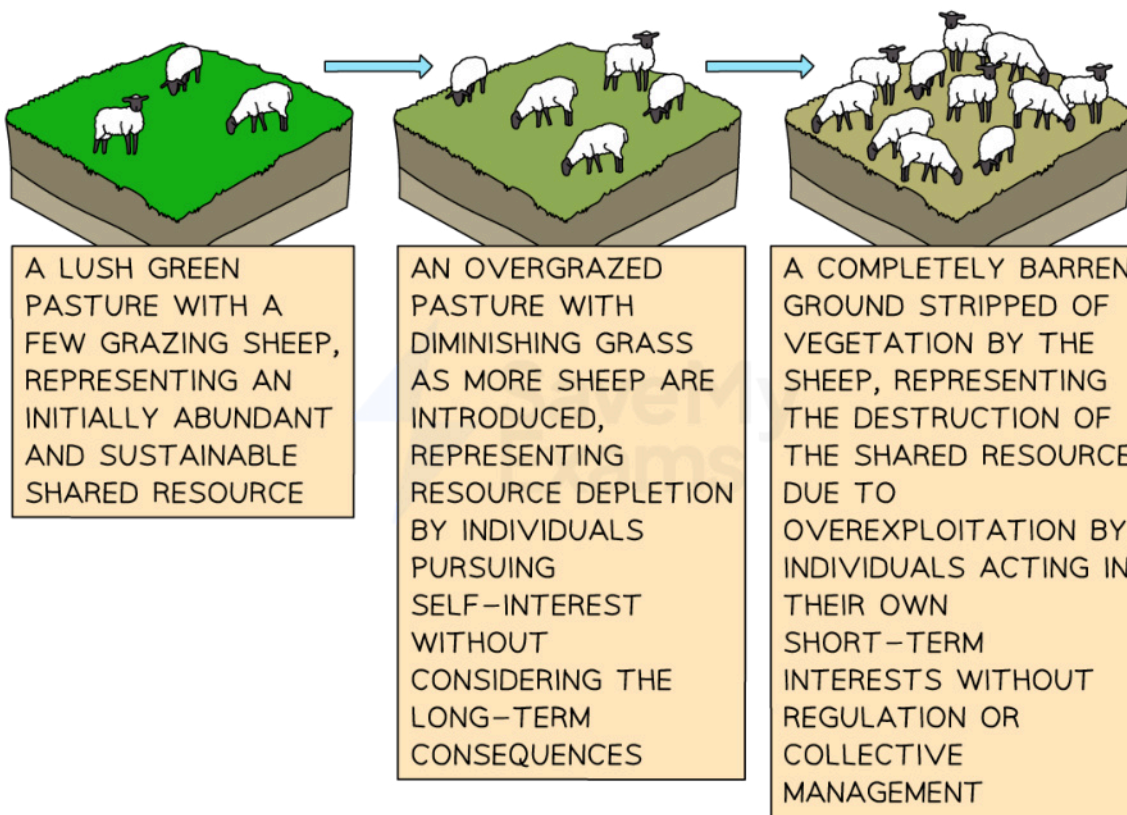 A LUSH GREEN
PASTURE WITH A
FEW GRAZING SHEEP,
REPRESENTING AN
INITIALLY ABUNDANT
AND SUSTAINABLE
SHARED RESOURCE
AN OVERGRAZED
PASTURE WITH
DIMINISHING GRASS
AS MORE SHEEP ARE
INTRODUCED,
REPRESENTING
RESOURCE DEPLETION
BY INDIVIDUALS
PURSUING
SELF-INTEREST
WITHOUT
CONSIDERING THE
LONG-TERM
CONSEQUENCES
A COMPLETELY BARREN
GROUND STRIPPED OF
VEGETATION BY THE
SHEEP, REPRESENTING
THE DESTRUCTION OF
THE SHARED RESOURCE
DUE TO
OVEREXPLOITATION BY
INDIVIDUALS ACTING IN
THEIR OWN
SHORT-TERM
INTERESTS WITHOUT
REGULATION OR
COLLECTIVE
MANAGEMENT
SaveMy
Exams